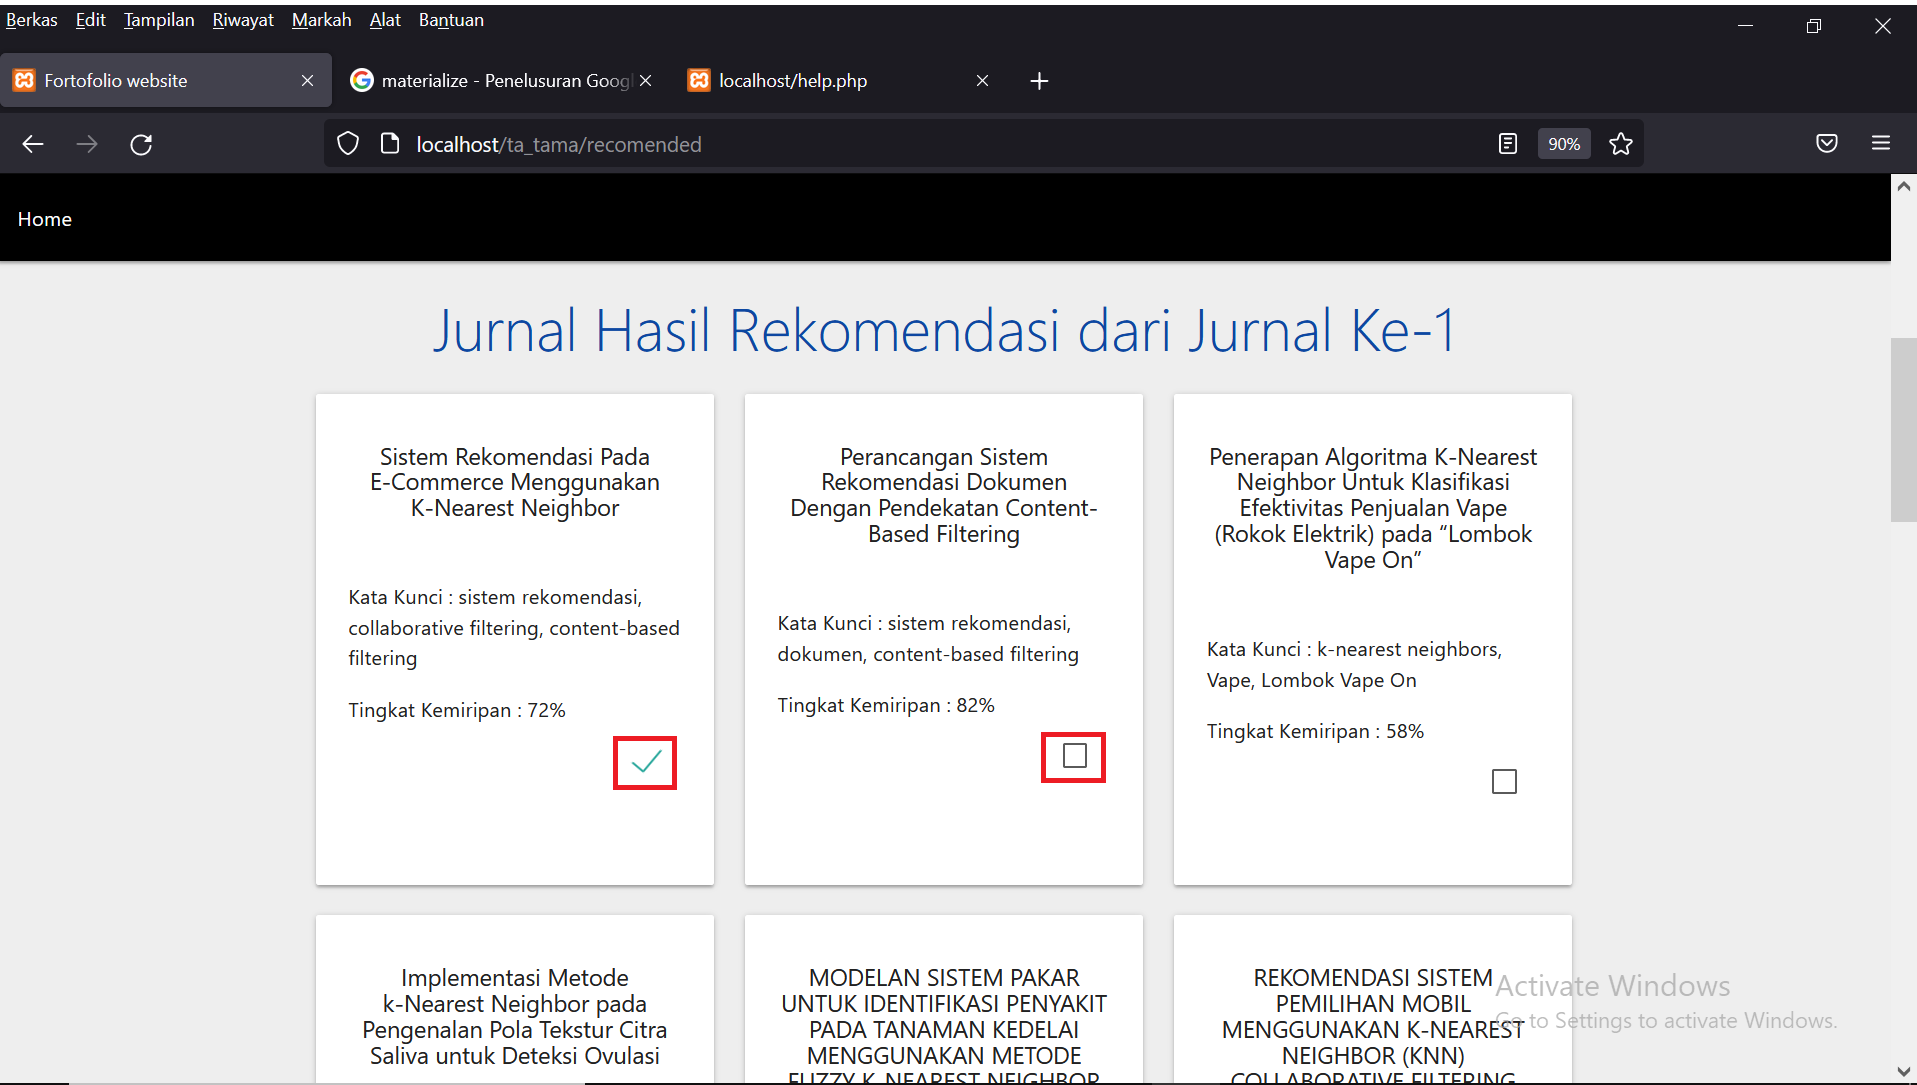 Berkas Edit Tampilan Riwayat Markah Alat Bantuan
Fortofolio website
materialize - Penelusuran Googl
localhost/help.php
localhost/ta_tama/recomended
90%
Home
Jurnal Hasil Rekomendasi dari Jurnal Ke-1
Sistem Rekomendasi Pada
E-Commerce Menggunakan
K-Nearest Neighbor
Kata Kunci : sistem rekomendasi,
collaborative filtering, content-based
filtering
Tingkat Kemiripan : 72%
Perancangan Sistem
Rekomendasi Dokumen
Dengan Pendekatan Content-
Based Filtering
Kata Kunci : sistem rekomendasi,
dokumen, content-based filtering
Tingkat Kemiripan : 82%
Penerapan Algoritma K-Nearest
Neighbor Untuk Klasifikasi
Efektivitas Penjualan Vape
(Rokok Elektrik) pada “Lombok
Vape On”
Kata Kunci : k-nearest neighbors,
Vape, Lombok Vape On
Tingkat Kemiripan : 58%
Implementasi Metode
k-Nearest Neighbor pada
Pengenalan Pola Tekstur Citra
Saliva untuk Deteksi Ovulasi
MODELAN SISTEM PAKAR
UNTUK IDENTIFIKASI PENYAKIT
PADA TANAMAN KEDELAI
MENGGUNAKAN METODE
FUZZY K-NEAREST NEIGHBOR
REKOMENDASI SISTEM
PEMILIHAN MOBIL
MENGGUNAKAN K-NEAREST
NEIGHBOR (KNN)
COLLABORATIVE FILTERING
Activate Windows
Go to Settings to activate Windows.